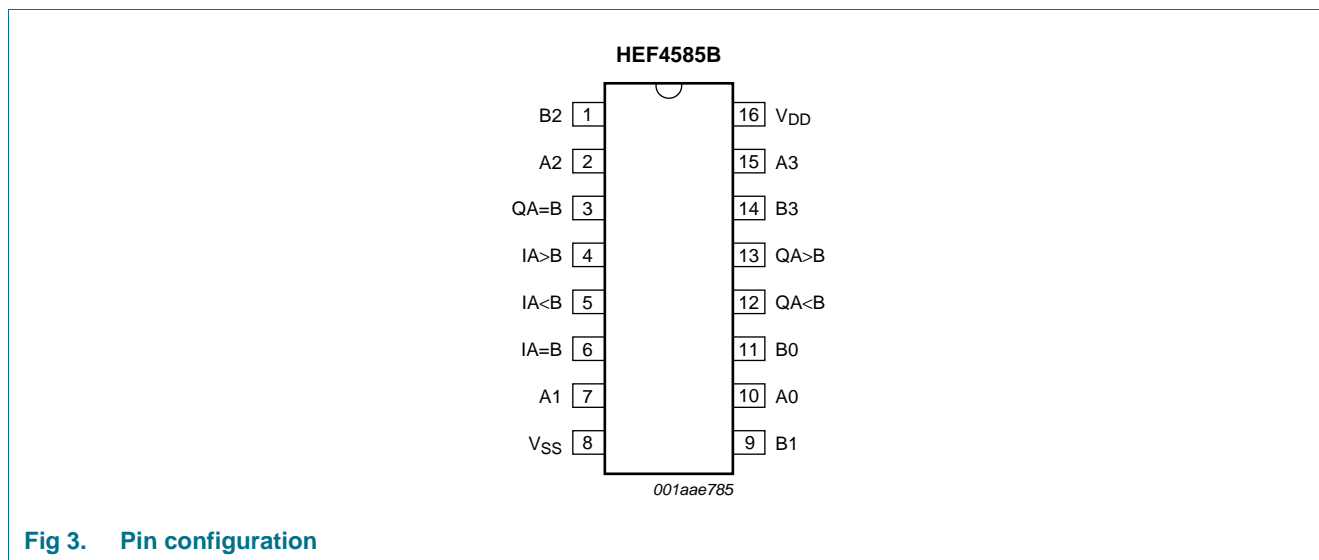 HEF4585B
B2 1 16 VDD
A2 2 15 A3
QA=B 3 14 B3
IA>B 4 13 QA>B
IA<B 5 12 QA<B
IA=B 6 11 B0
A1 7 10 A0
VSS 8 9 B1
001aae785
Fig 3. Pin configuration